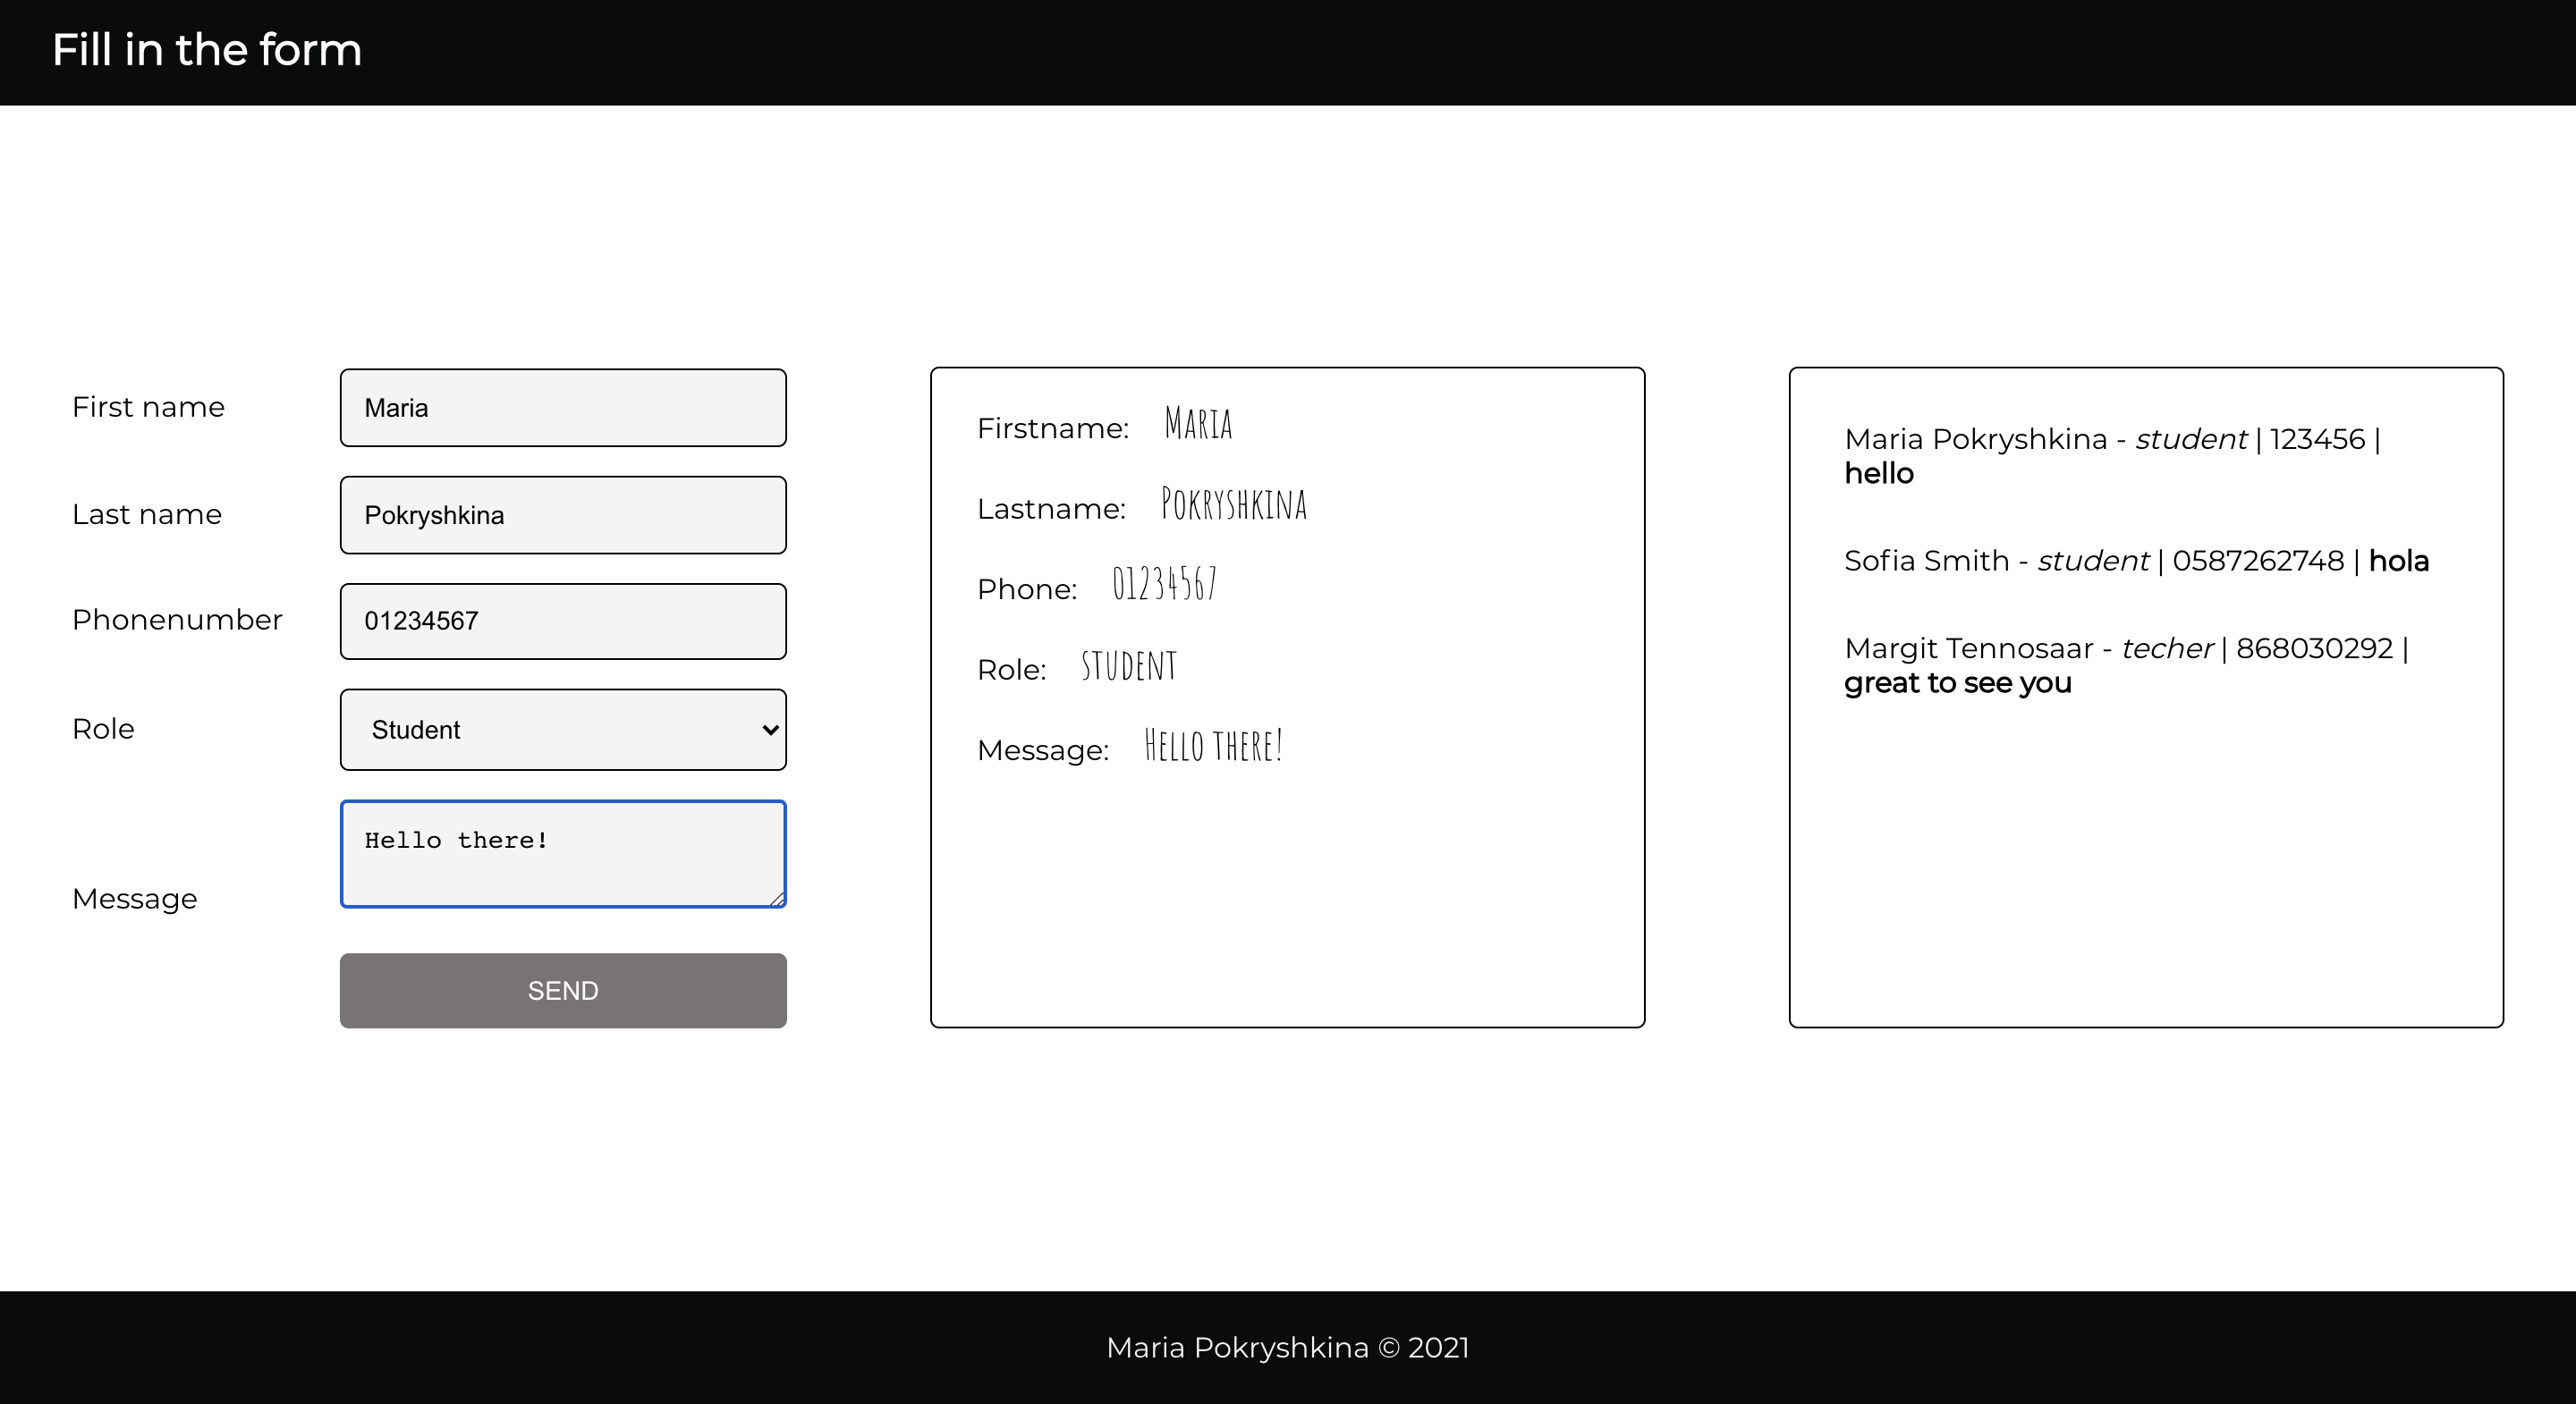 Fill in the form
First name
Maria
Last name
Pokryshkina
Phonenumber
01234567
Role
Student
Message
Hello there!
SEND
Firstname: Maria
Lastname: Pokryshkina
Phone: 01234567
Role: student
Message: Hello there!
Maria Pokryshkina - student | 123456 |
hello
Sofia Smith - student | 0587262748 | hola
Margit Tennosaar - techer | 868030292 |
great to see you
Maria Pokryshkina © 2021